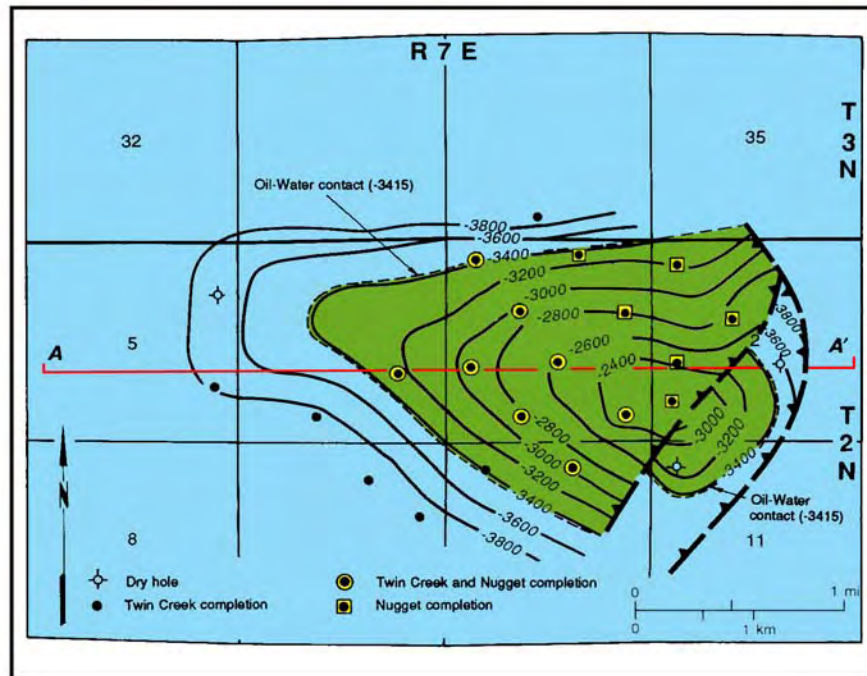 R 7 E
32
35
T
3
N
Oil-Water contact (-3415)
-3800
-3600
-3400
-3200
-3000
-2800
-2600
-2400
-3800
-3600
2
5
A
A'
T
2
N
-3000
-3200
-3400
-2800
-3000
-3200
-3400
-3600
-3800
Oil-Water
contact (-3415)
N
8
11
Dry hole
Twin Creek and Nugget completion
Twin Creek completion
Nugget completion
0
1 mi
0
1 km